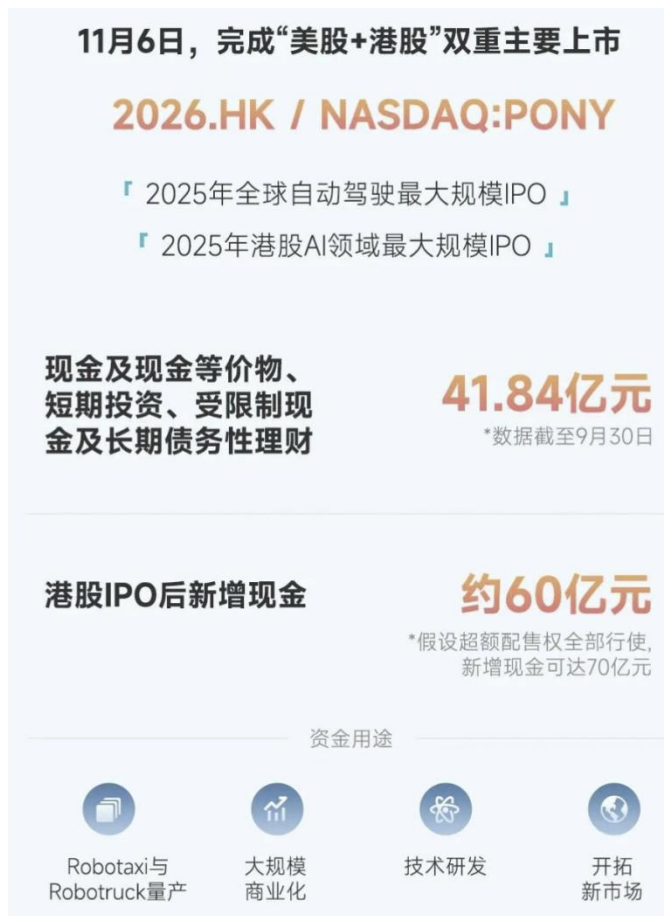 11月6日，完成“美股+港股”双重主要上市
2026.HK / NASDAQ:PONY
「 2025年全球自动驾驶最大规模IPO 」
「 2025年港股AI领域最大规模IPO 」
现金及现金等价物、
短期投资、受限制现
金及长期债务性理财
41.84亿元
*数据截至9月30日
港股IPO后新增现金
约60亿元
*假设超额配售权全部行使,
新增现金可达70亿元
资金用途
Robotaxi与
Robotruck量产
大规模
商业化
技术研发
开拓
新市场